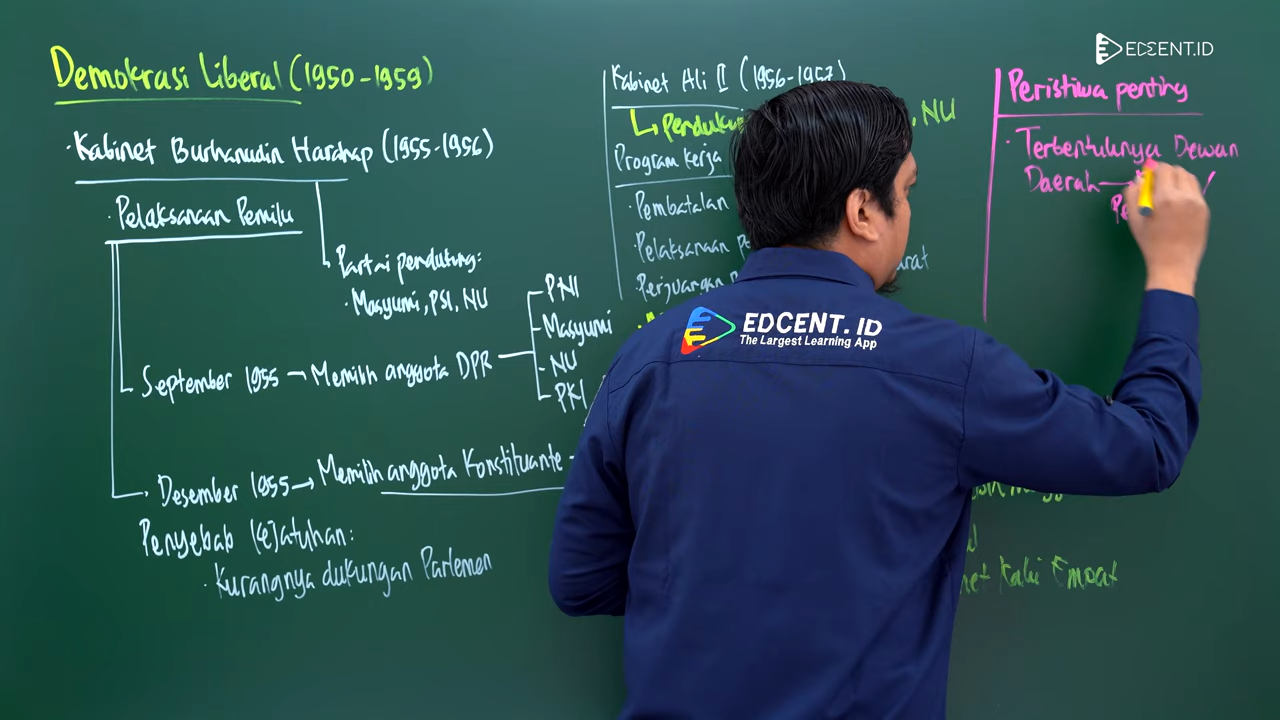 EDCENT.ID
Demokrasi Liberal (1950-1959)
Kabinet Burhanudin Harahap (1955-1956)
Pelaksanaan Pemilu
Partai pendukung:
Masyumi, PSI, NU
September 1955 → Memilih anggota DPR
PNI
Masyumi
NU
PKI
Desember 1955 → Memilih anggota Konstituante
Penyebab kejatuhan:
Kurangnya dukungan Parlemen
Kabinet Ali II (1956-1957)
, NU
Program kerja
Pembatalan
Pelaksanaan
Perjuangan
Peristiwa penting
Terbentuknya Dewan
Daerah
EDCENT.ID
The Largest Learning App